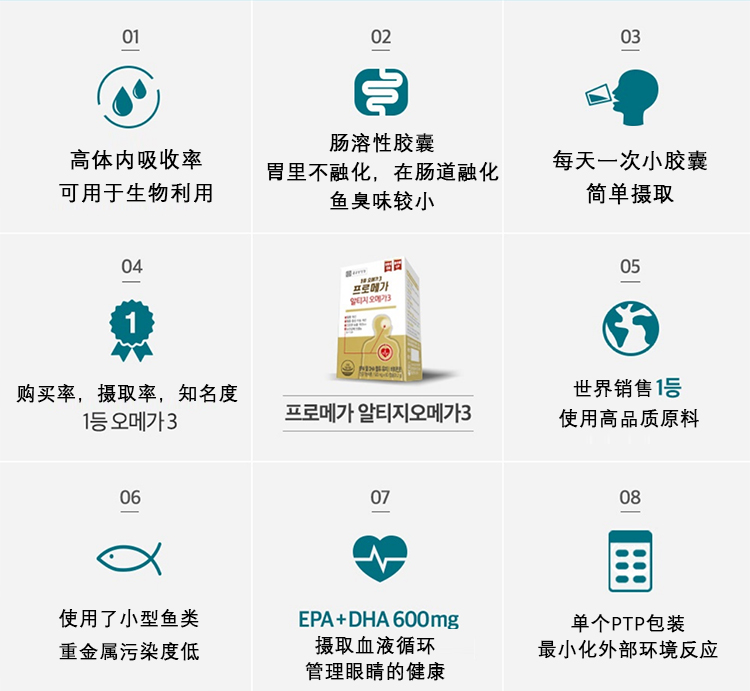 01
高体内吸收率
可用于生物利用
02
肠溶性胶囊
胃里不融化，在肠道融化
鱼臭味较小
03
每天一次小胶囊
简单摄取
04
1
购买率，摄取率，知名度
1등 오메가3
프로메가
알티지 오메가3
프로메가 알티지오메가3
05
世界销售1등
使用高品质原料
06
使用了小型鱼类
重金属污染度低
07
EPA+DHA 600mg
摄取血液循环
管理眼睛的健康
08
单个PTP包装
最小化外部环境反应